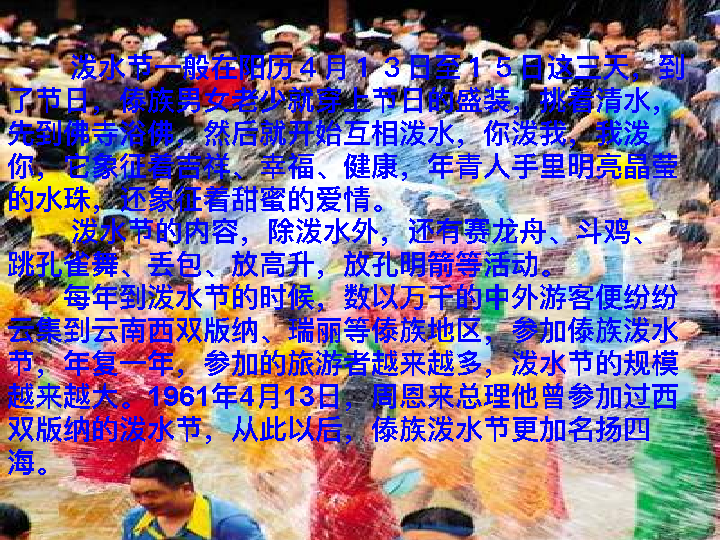 泼水节一般在阳历４月１３日至１５日这三天，到
了节日，傣族男女老少就穿上节日的盛装，挑着清水，
先到佛寺浴佛，然后就开始互相泼水，你泼我，我泼
你，它象征着吉祥、幸福、健康，年青人手里明亮晶莹
的水珠，还象征着甜蜜的爱情。
泼水节的内容，除泼水外，还有赛龙舟、斗鸡、
跳孔雀舞、丢包、放高升，放孔明箭等活动。
每年到泼水节的时候，数以万千的中外游客便纷纷
云集到云南西双版纳、瑞丽等傣族地区，参加傣族泼水
节，年复一年，参加的旅游者越来越多，泼水节的规模
越来越大。1961年4月13日，周恩来总理他曾参加过西
双版纳的泼水节，从此以后，傣族泼水节更加名扬四
海。